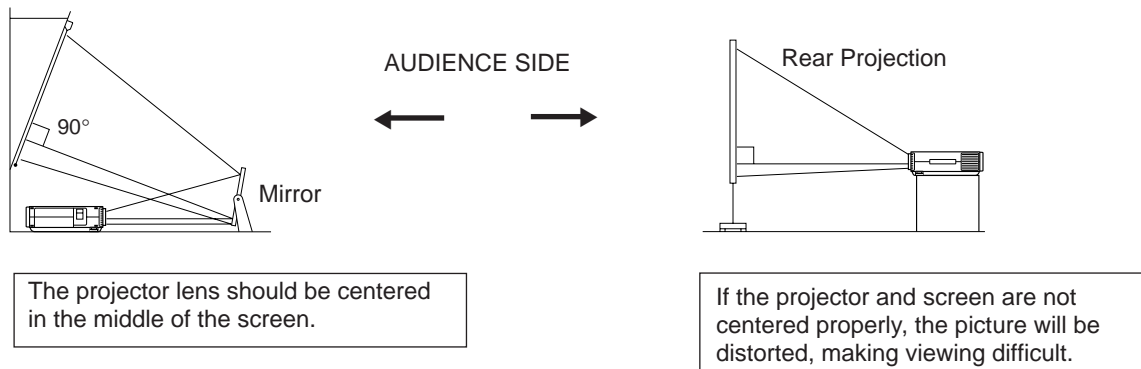 AUDIENCE SIDE
Rear Projection
90°
Mirror
The projector lens should be centered
in the middle of the screen.
If the projector and screen are not
centered properly, the picture will be
distorted, making viewing difficult.